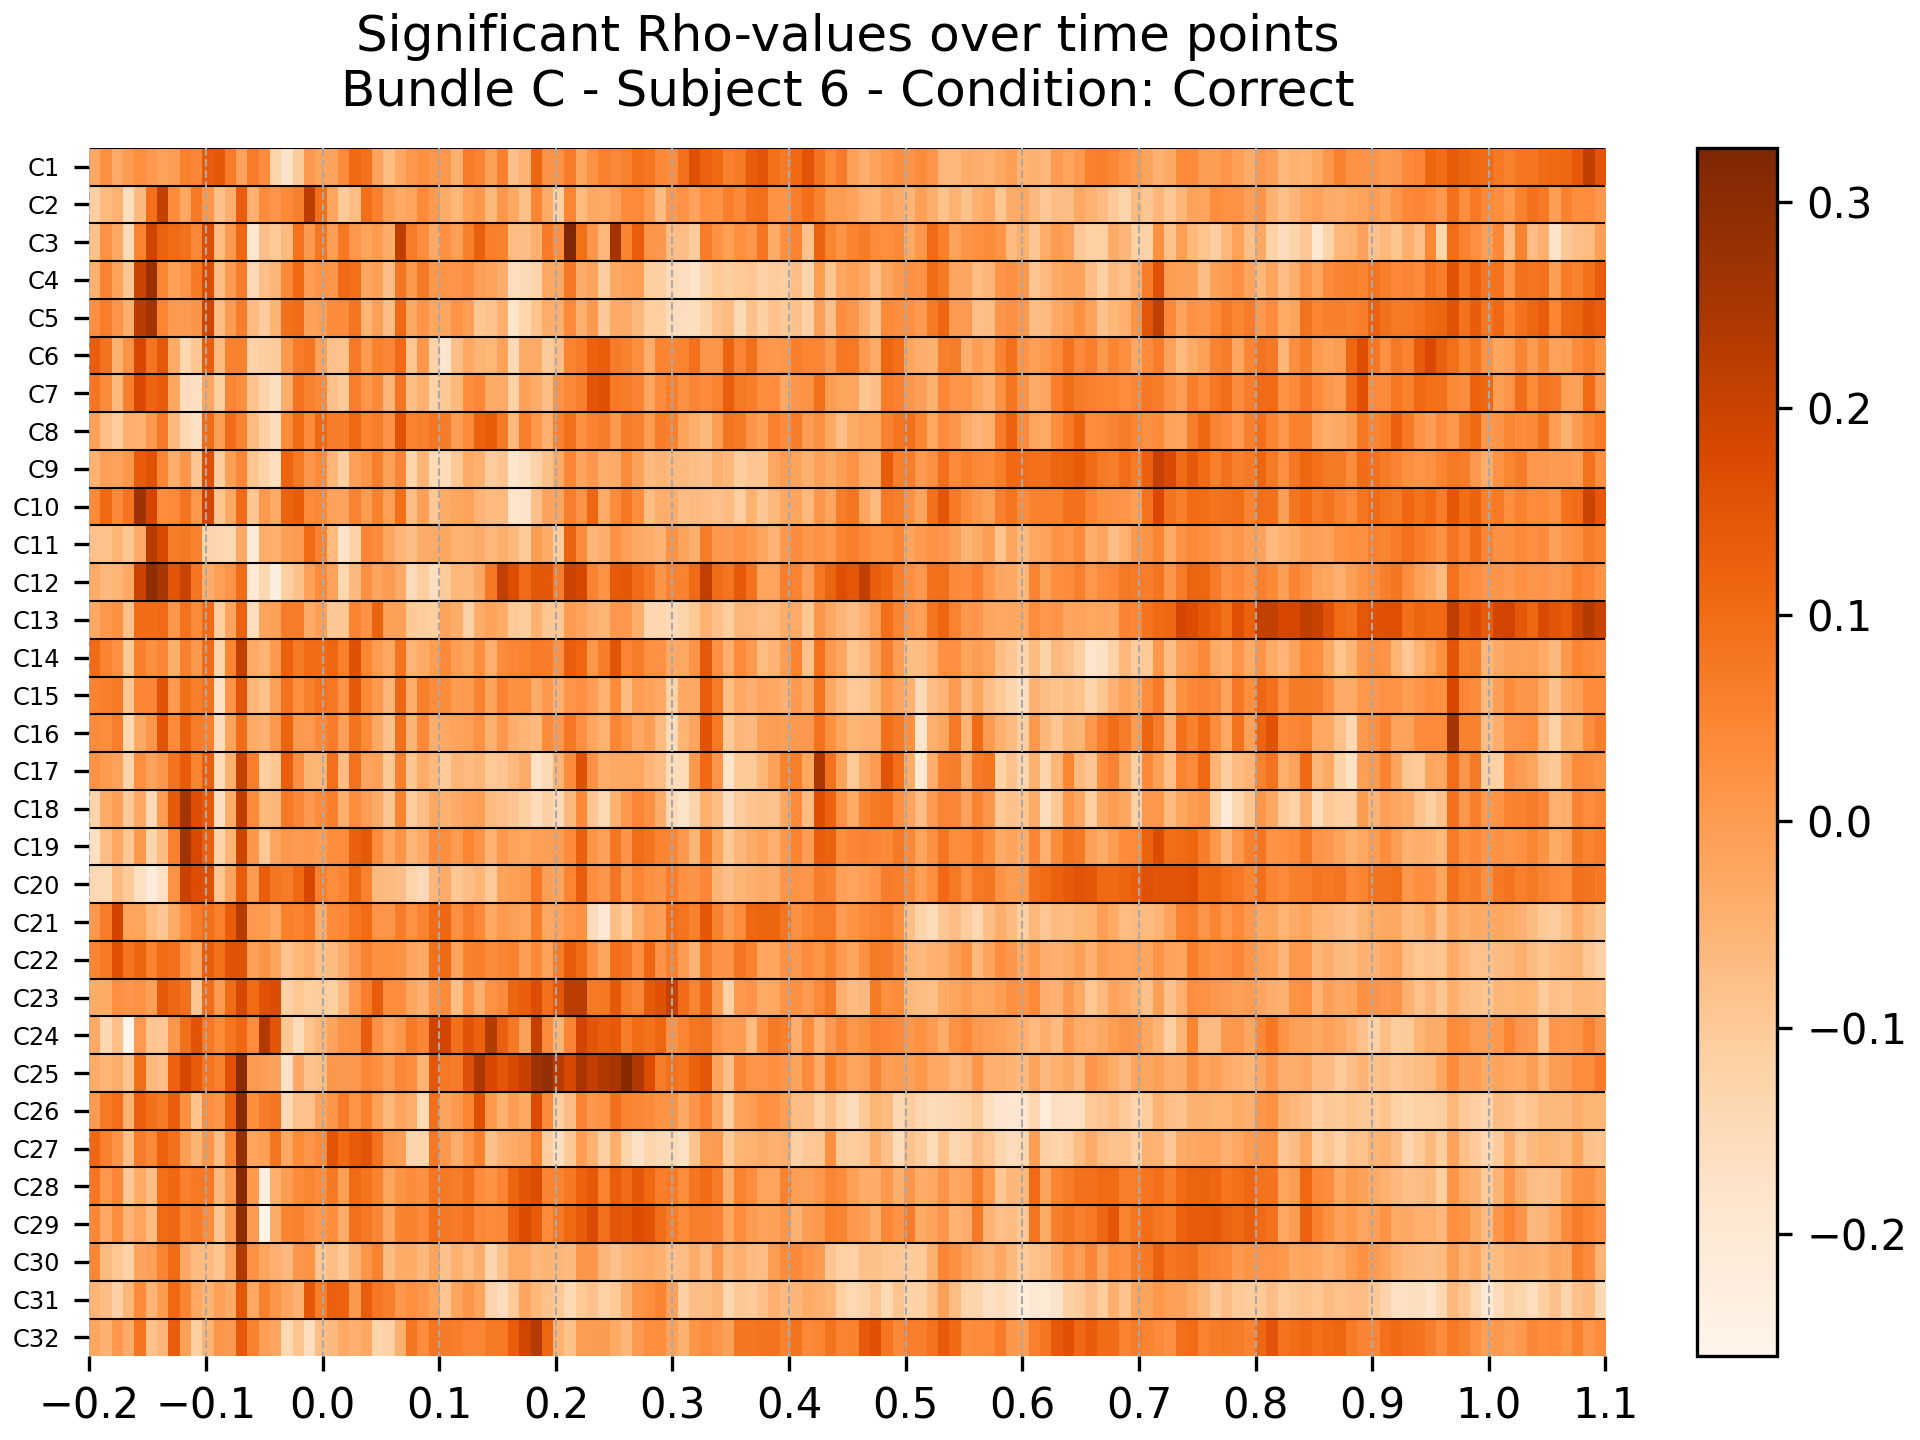 Significant Rho-values over time points
Bundle C - Subject 6 - Condition: Correct
C1
C2
C3
C4
C5
C6
C7
C8
C9
C10
C11
C12
C13
C14
C15
C16
C17
C18
C19
C20
C21
C22
C23
C24
C25
C26
C27
C28
C29
C30
C31
C32
−0.2 −0.1 0.0 0.1 0.2 0.3 0.4 0.5 0.6 0.7 0.8 0.9 1.0 1.1
0.3
0.2
0.1
0.0
−0.1
−0.2